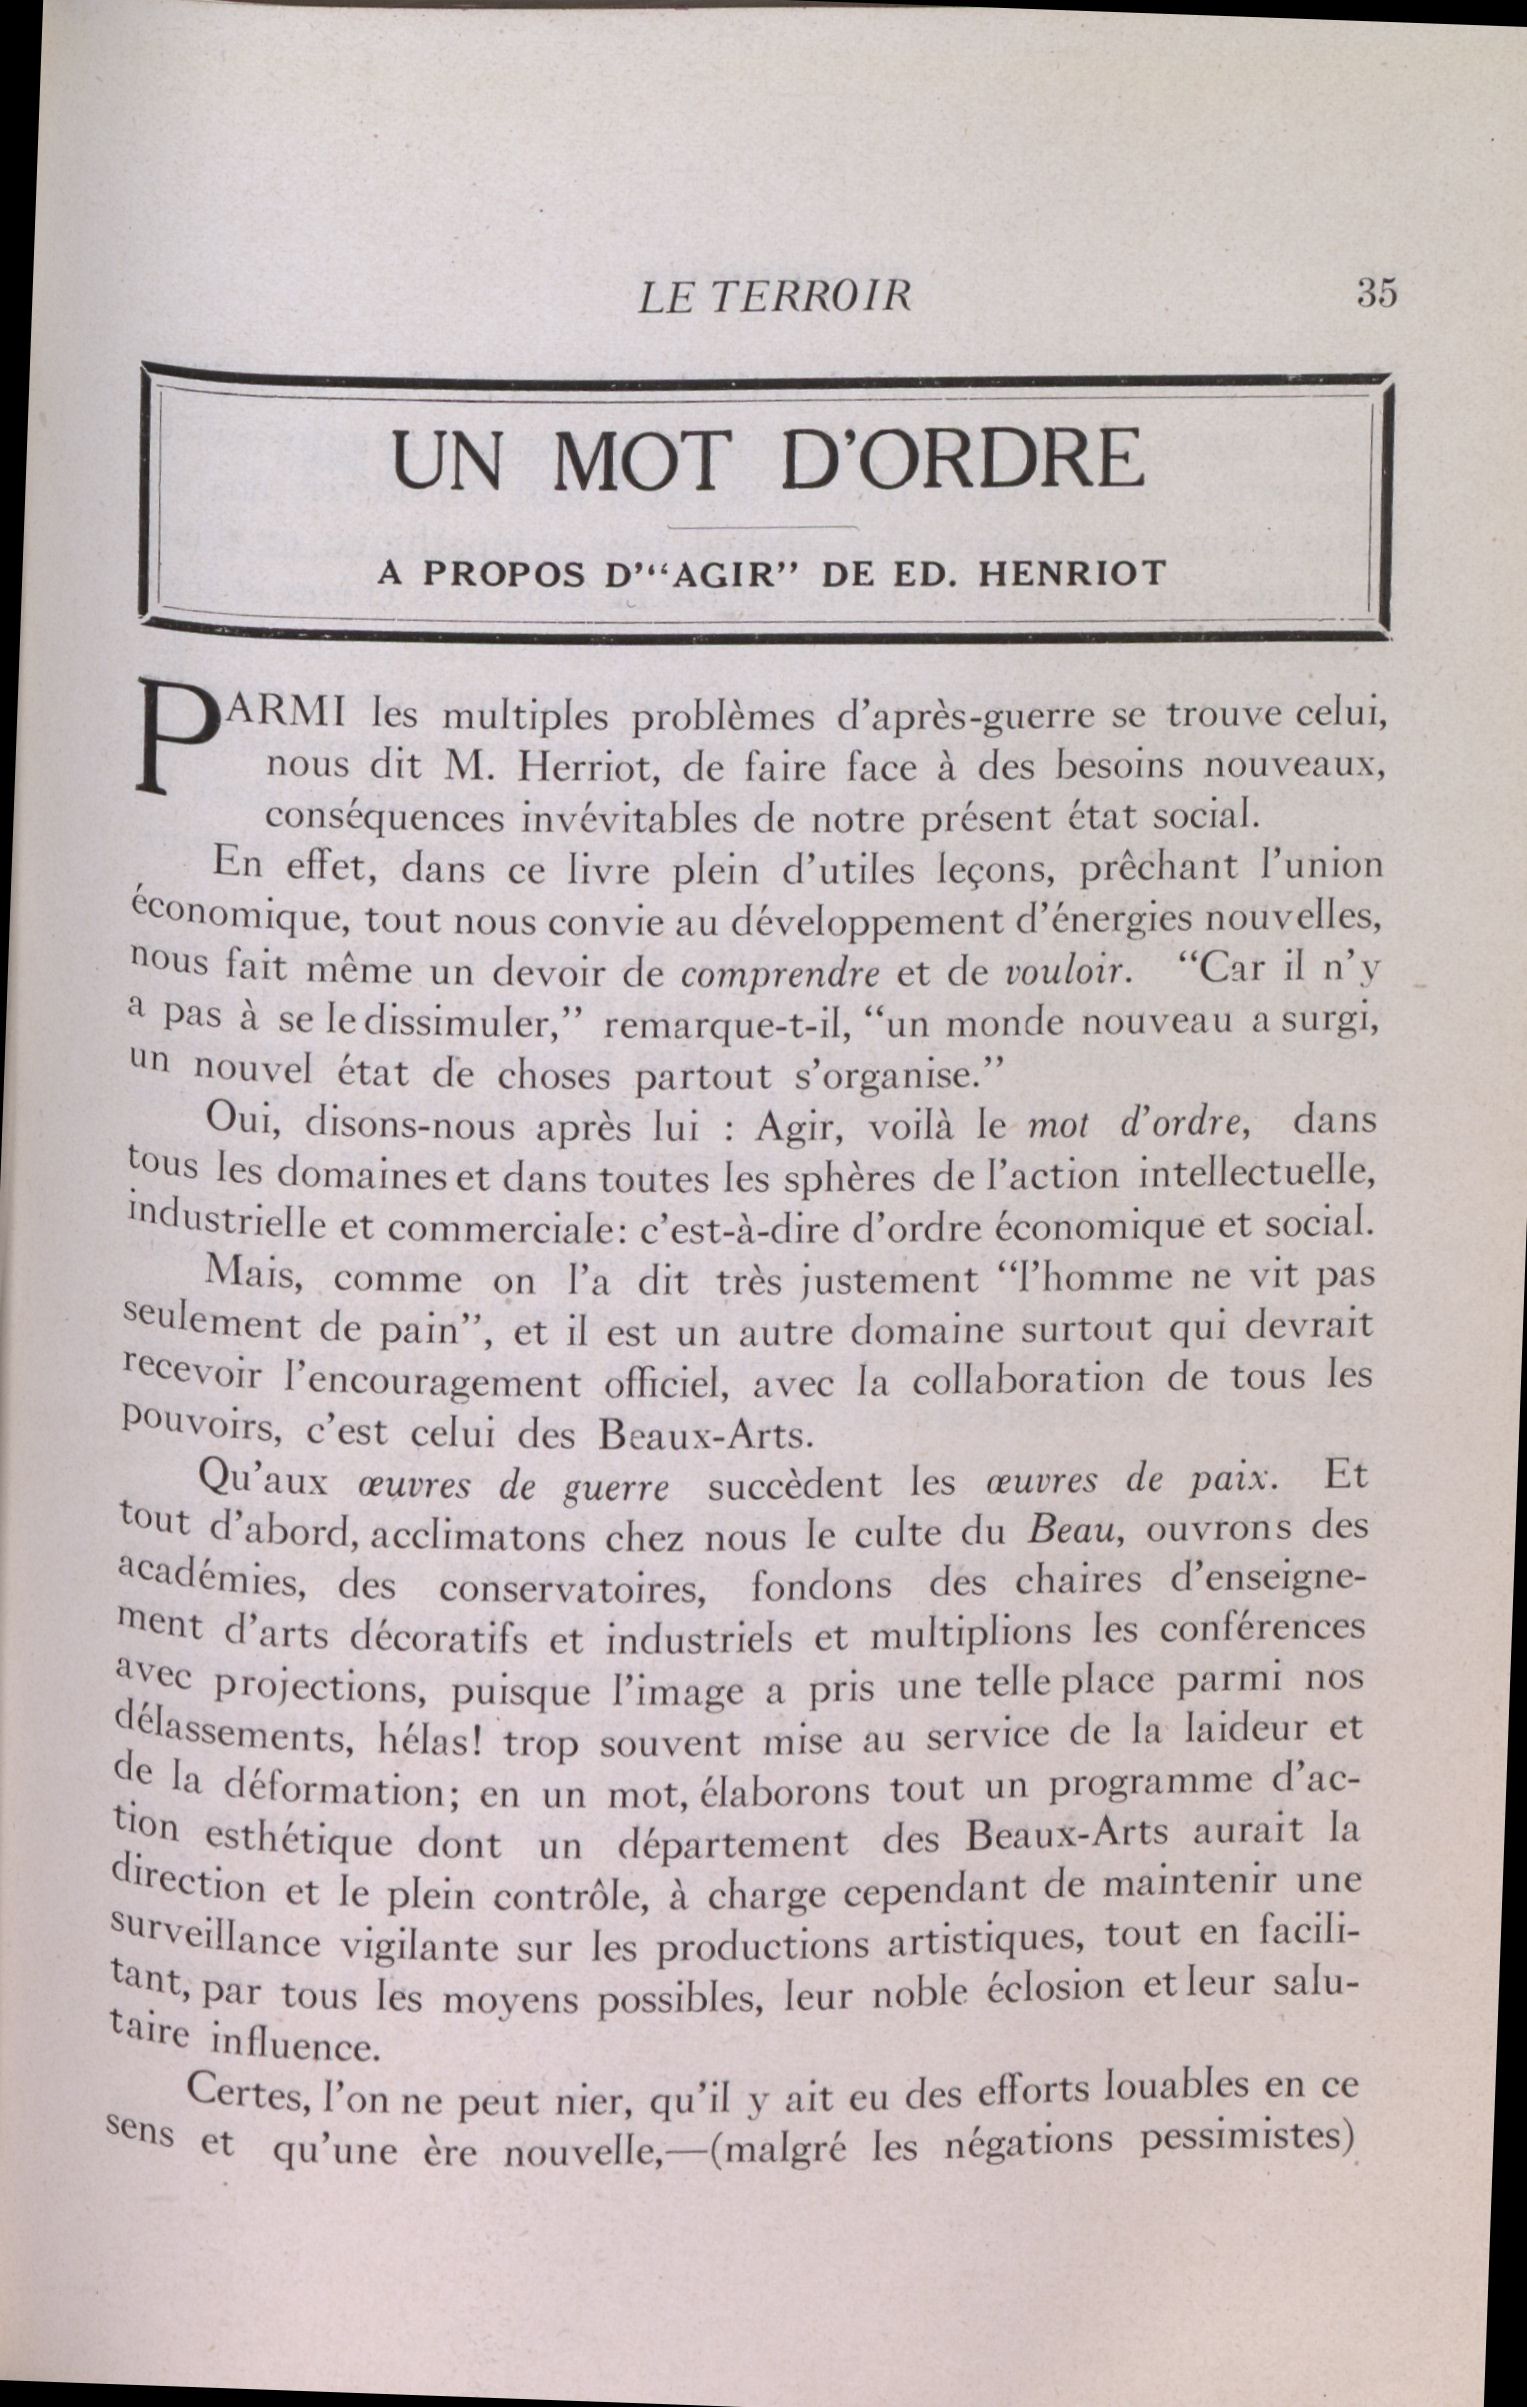 LE TERROIR 35
UN MOT D'ORDRE
A PROPOS D'“AGIR” DE ED. HENRIOT
PARMI les multiples problèmes d'après-guerre se trouve celui,
nous dit M. Herriot, de faire face à des besoins nouveaux,
conséquences invévitables de notre présent état social.
En effet, dans ce livre plein d'utiles leçons, prêchant l'union
économique, tout nous convie au développement d'énergies nouvelles,
nous fait même un devoir de comprendre et de vouloir. “Car il n'y
a pas à se le dissimuler,” remarque-t-il, “un monde nouveau a surgi,
un nouvel état de choses partout s'organise.”
Oui, disons-nous après lui : Agir, voilà le mot d'ordre, dans
tous les domaines et dans toutes les sphères de l'action intellectuelle,
industrielle et commerciale: c'est-à-dire d'ordre économique et social.
Mais, comme on l'a dit très justement “l'homme ne vit pas
seulement de pain”, et il est un autre domaine surtout qui devrait
recevoir l'encouragement officiel, avec la collaboration de tous les
pouvoirs, c'est celui des Beaux-Arts.
Qu'aux œuvres de guerre succèdent les œuvres de paix. Et
tout d'abord, acclimatons chez nous le culte du Beau, ouvrons des
académies, des conservatoires, fondons des chaires d'enseigne-
ment d'arts décoratifs et industriels et multiplions les conférences
avec projections, puisque l'image a pris une telle place parmi nos
délassements, hélas! trop souvent mise au service de la laideur et
de la déformation; en un mot, élaborons tout un programme d'ac-
tion esthétique dont un département des Beaux-Arts aurait la
direction et le plein contrôle, à charge cependant de maintenir une
surveillance vigilante sur les productions artistiques, tout en facili-
tant, par tous les moyens possibles, leur noble éclosion et leur salu-
taire influence.
Certes, l'on ne peut nier, qu'il y ait eu des efforts louables en ce
sens et qu'une ère nouvelle,—(malgré les négations pessimistes)